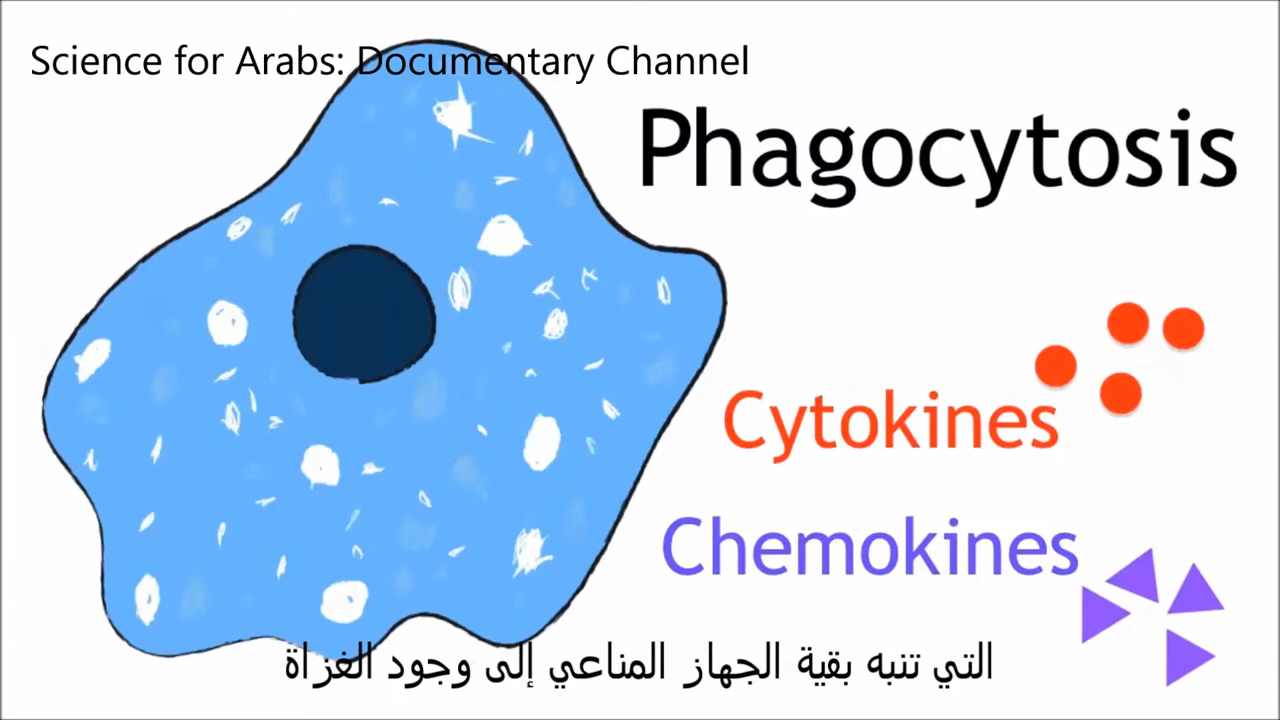 Science for Arabs: Documentary Channel
Phagocytosis
Cytokines
Chemokines
التي تنبه بقية الجهاز المناعي إلى وجود الغزاة